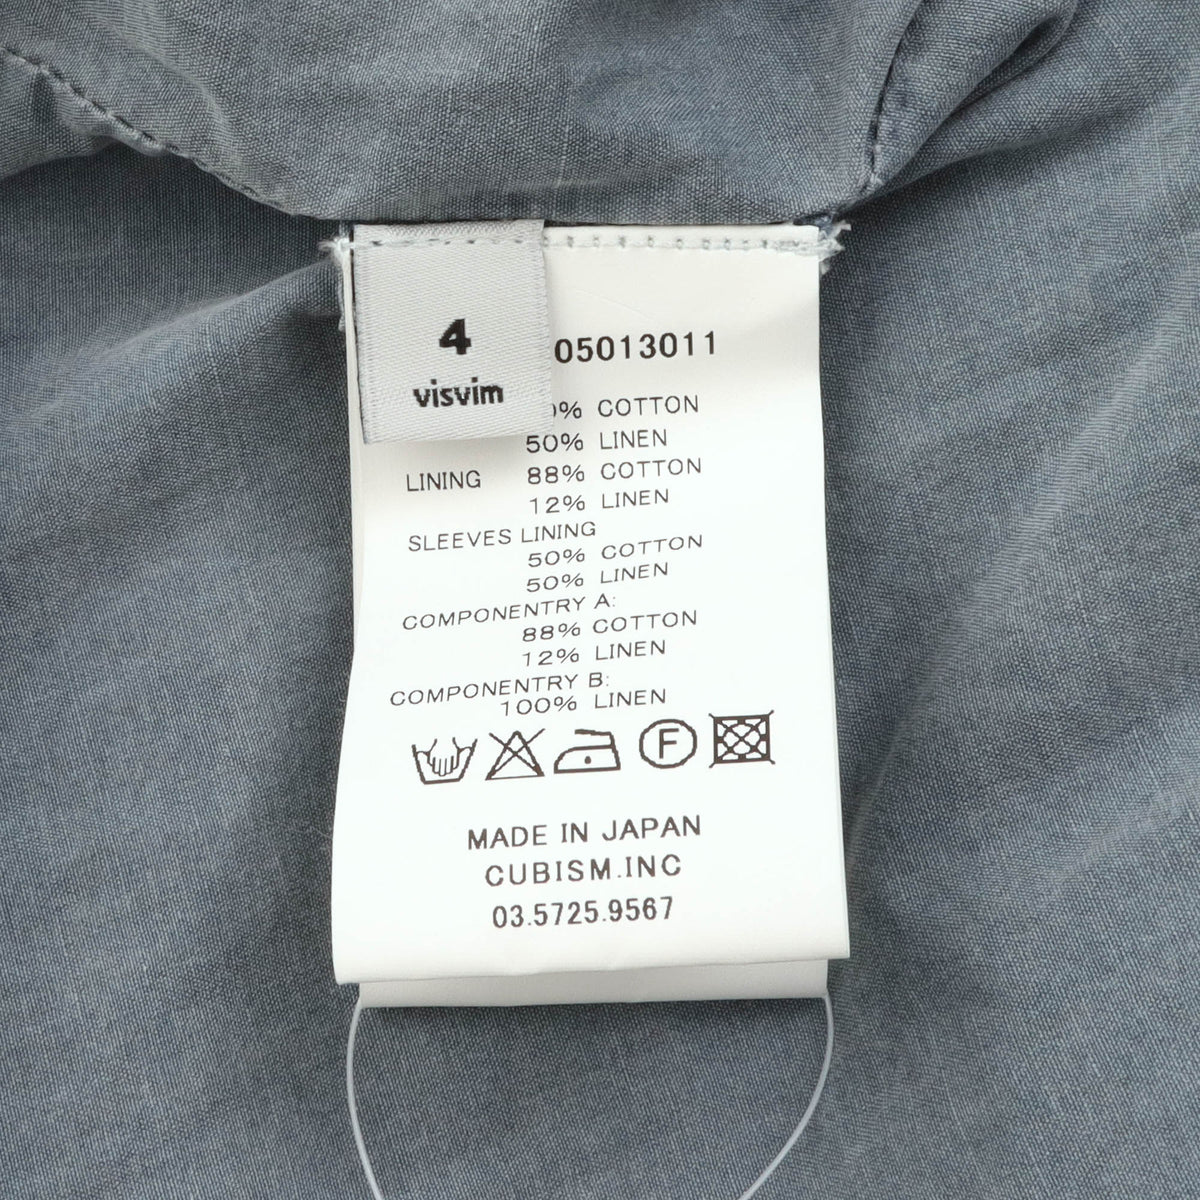 4
visvim
05013011
0% COTTON
50% LINEN
LINING 88% COTTON
12% LINEN
SLEEVES LINING
50% COTTON
50% LINEN
COMPONENTRY A:
88% COTTON
12% LINEN
COMPONENTRY B:
100% LINEN
F
MADE IN JAPAN
CUBISM.INC
03.5725.9567